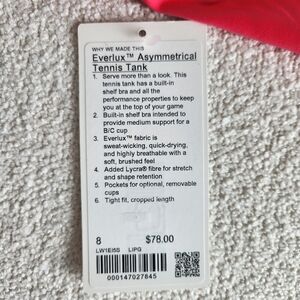 WHY WE MADE THIS
Everlux™ Asymmetrical
Tennis Tank
1. Serve more than a look. This
tennis tank has a built-in
shelf bra and all the
performance properties to keep
you at the top of your game
2. Built-in shelf bra intended to
provide medium support for a
B/C cup
3. Everlux™ fabric is
sweat-wicking, quick-drying,
and highly breathable with a
soft, brushed feel
4. Added Lycra® fibre for stretch
and shape retention
5. Pockets for optional, removable
cups
6. Tight fit, cropped length
8 $78.00
LW1EI5S LIPG
000147027845